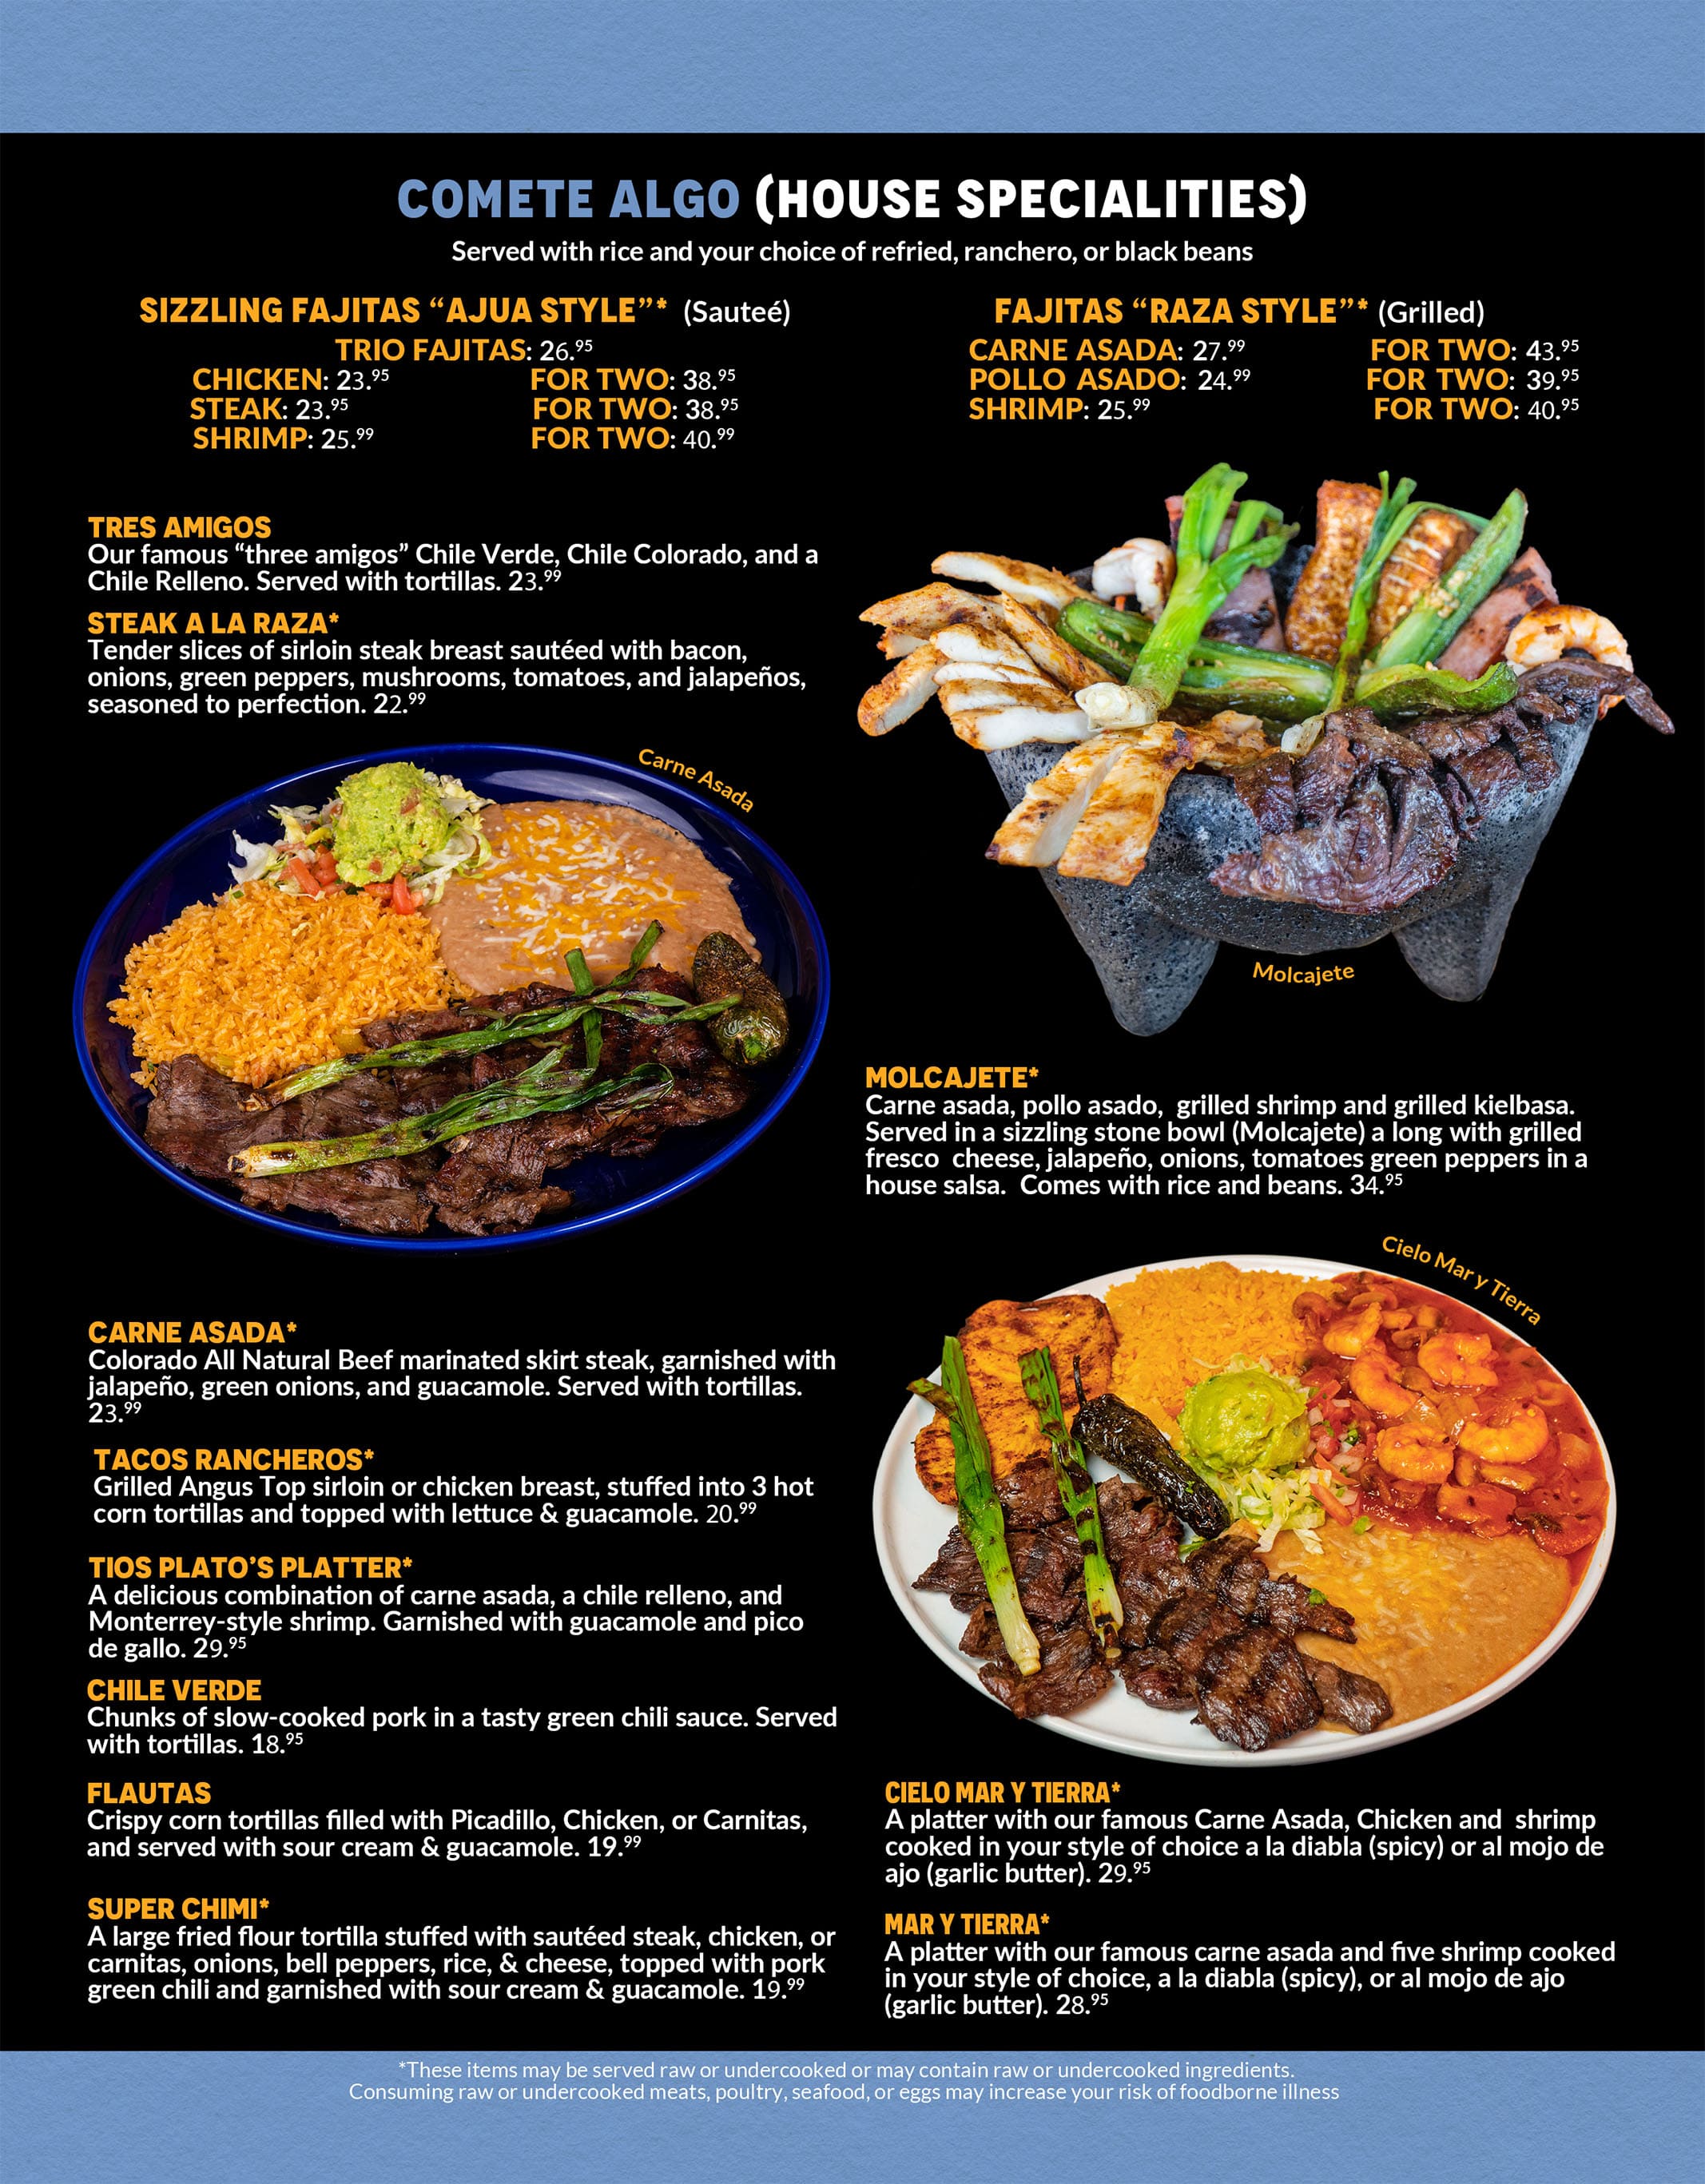 COMETE ALGO (HOUSE SPECIALITIES)
Served with rice and your choice of refried, ranchero, or black beans
SIZZLING FAJITAS “AJUA STYLE”* (Sauteé)
TRIO FAJITAS: 26.95
CHICKEN: 23.95 FOR TWO: 38.95
STEAK: 23.95 FOR TWO: 38.95
SHRIMP: 25.99 FOR TWO: 40.99
FAJITAS “RAZA STYLE”* (Grilled)
CARNE ASADA: 27.99 FOR TWO: 43.95
POLLO ASADO: 24.99 FOR TWO: 39.95
SHRIMP: 25.99 FOR TWO: 40.95
TRES AMIGOS
Our famous “three amigos” Chile Verde, Chile Colorado, and a
Chile Relleno. Served with tortillas. 23.99
STEAK A LA RAZA*
Tender slices of sirloin steak breast sautéed with bacon,
onions, green peppers, mushrooms, tomatoes, and jalapeños,
seasoned to perfection. 22.99
Carne Asada
CARNE ASADA*
Colorado All Natural Beef marinated skirt steak, garnished with
jalapeño, green onions, and guacamole. Served with tortillas.
23.99
TACOS RANCHEROS*
Grilled Angus Top sirloin or chicken breast, stuffed into 3 hot
corn tortillas and topped with lettuce & guacamole. 20.99
TIOS PLATO’S PLATTER*
A delicious combination of carne asada, a chile relleno, and
Monterrey-style shrimp. Garnished with guacamole and pico
de gallo. 29.95
CHILE VERDE
Chunks of slow-cooked pork in a tasty green chili sauce. Served
with tortillas. 18.95
FLAUTAS
Crispy corn tortillas filled with Picadillo, Chicken, or Carnitas,
and served with sour cream & guacamole. 19.99
SUPER CHIMI*
A large fried flour tortilla stuffed with sautéed steak, chicken, or
carnitas, onions, bell peppers, rice, & cheese, topped with pork
green chili and garnished with sour cream & guacamole. 19.99
Molcajete
MOLCAJETE*
Carne asada, pollo asado, grilled shrimp and grilled kielbasa.
Served in a sizzling stone bowl (Molcajete) a long with grilled
fresco cheese, jalapeño, onions, tomatoes green peppers in a
house salsa. Comes with rice and beans. 34.95
Cielo Mar y Tierra
CIELO MAR Y TIERRA*
A platter with our famous Carne Asada, Chicken and shrimp
cooked in your style of choice a la diabla (spicy) or al mojo de
ajo (garlic butter). 29.95
MAR Y TIERRA*
A platter with our famous carne asada and five shrimp cooked
in your style of choice, a la diabla (spicy), or al mojo de ajo
(garlic butter). 28.95
*These items may be served raw or undercooked or may contain raw or undercooked ingredients.
Consuming raw or undercooked meats, poultry, seafood, or eggs may increase your risk of foodborne illness